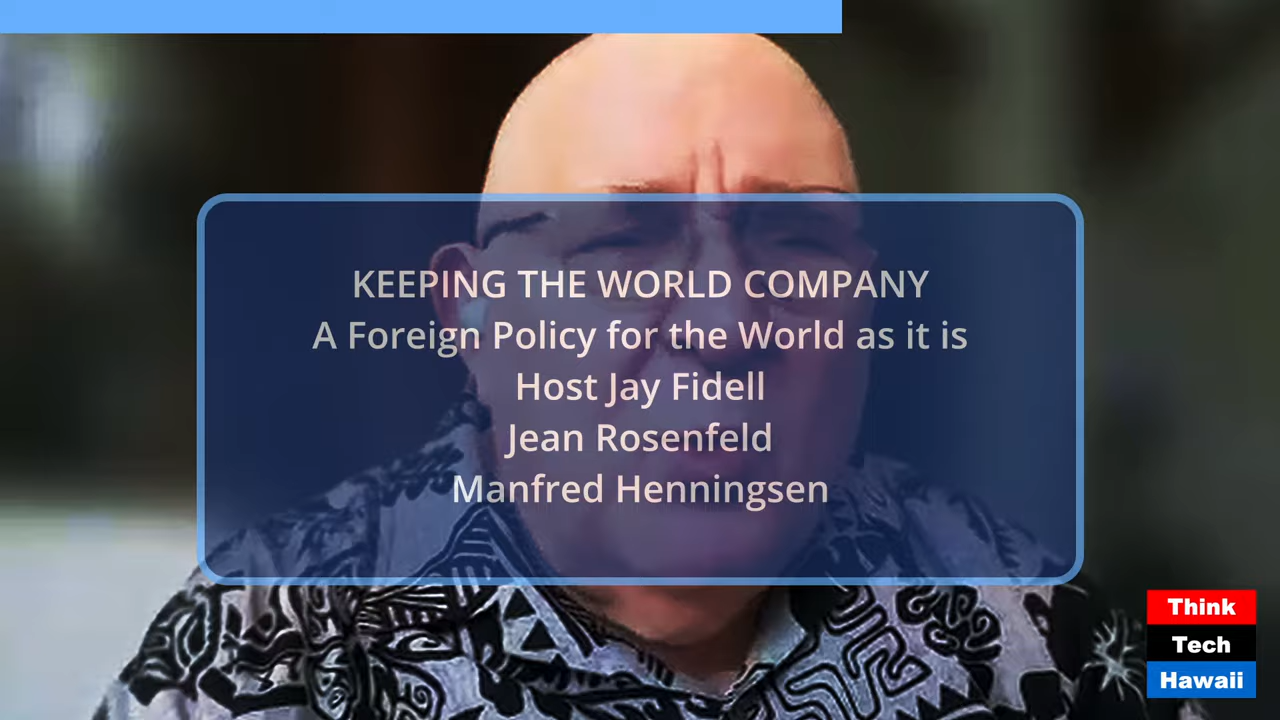 KEEPING THE WORLD COMPANY
A Foreign Policy for the World as it is
Host Jay Fidell
Jean Rosenfeld
Manfred Henningsen
Think
Tech
Hawaii